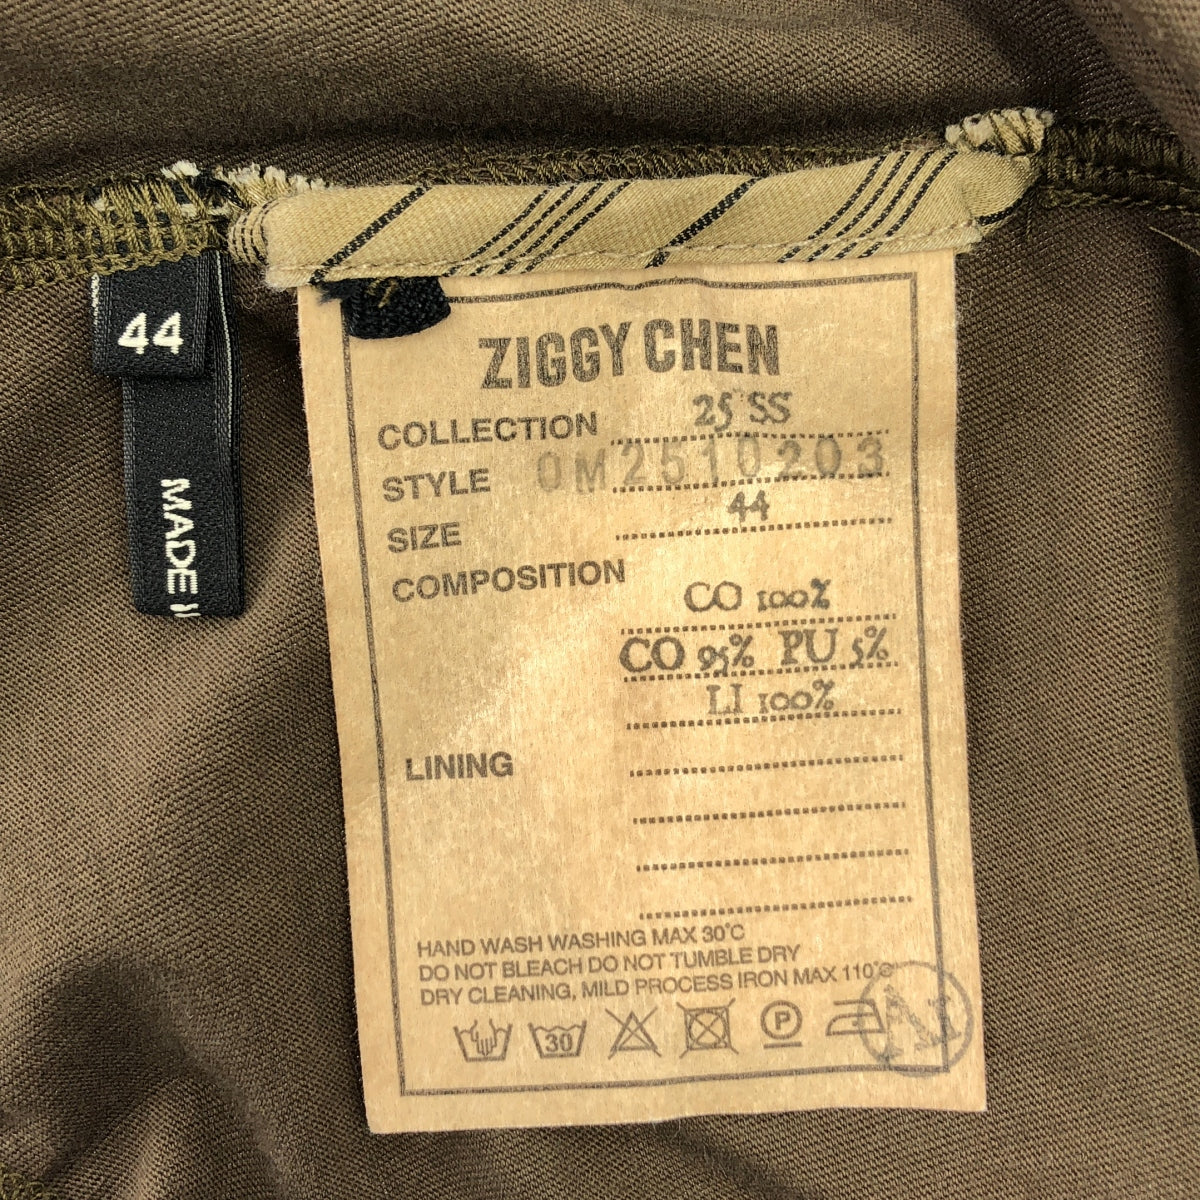 44
MADE
ZIGGY CHEN
COLLECTION 25 SS
STYLE 0M2510203
SIZE 44
COMPOSITION
CO 100%
CO 95% PU 5%
LI 100%
LINING
HAND WASH WASHING MAX 30°C
DO NOT BLEACH DO NOT TUMBLE DRY
DRY CLEANING, MILD PROCESS IRON MAX 110°C
30 P